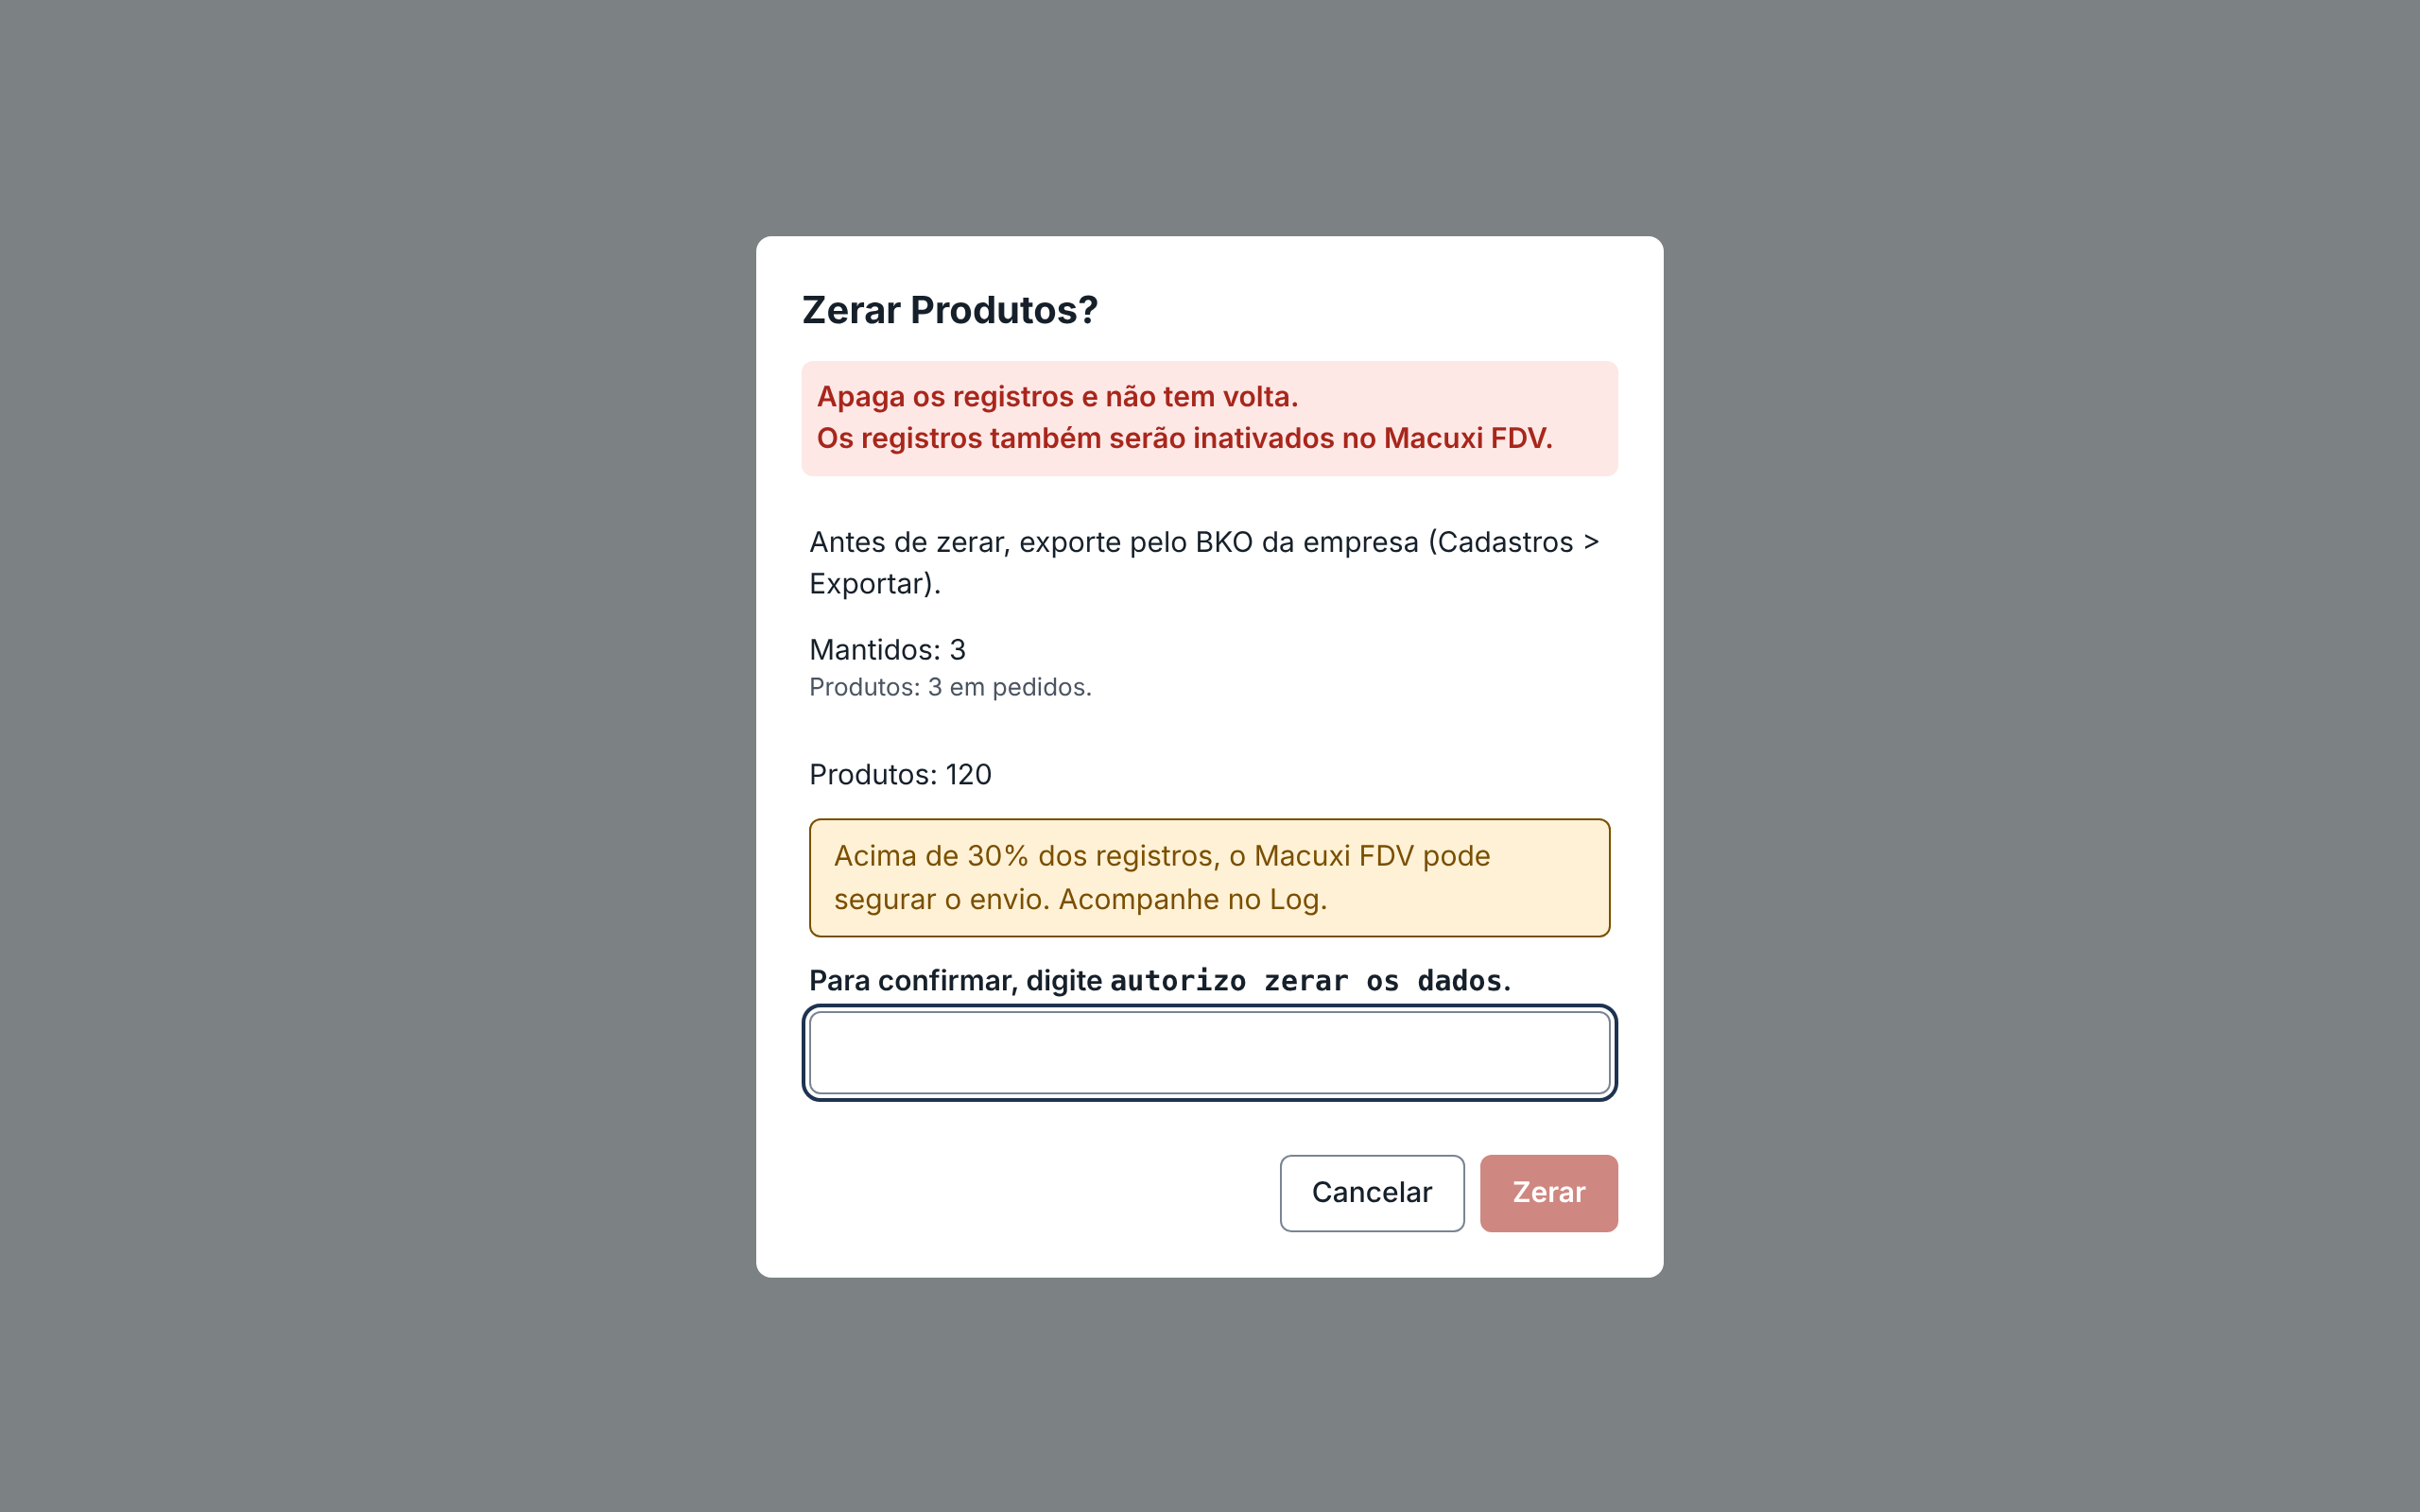 Zerar Produtos?
Apaga os registros e não tem volta.
Os registros também serão inativados no Macuxi FDV.
Antes de zerar, exporte pelo BKO da empresa (Cadastros >
Exportar).
Mantidos: 3
Produtos: 3 em pedidos.
Produtos: 120
Acima de 30% dos registros, o Macuxi FDV pode
segurar o envio. Acompanhe no Log.
Para confirmar, digite autorizo zerar os dados.
Cancelar
Zerar